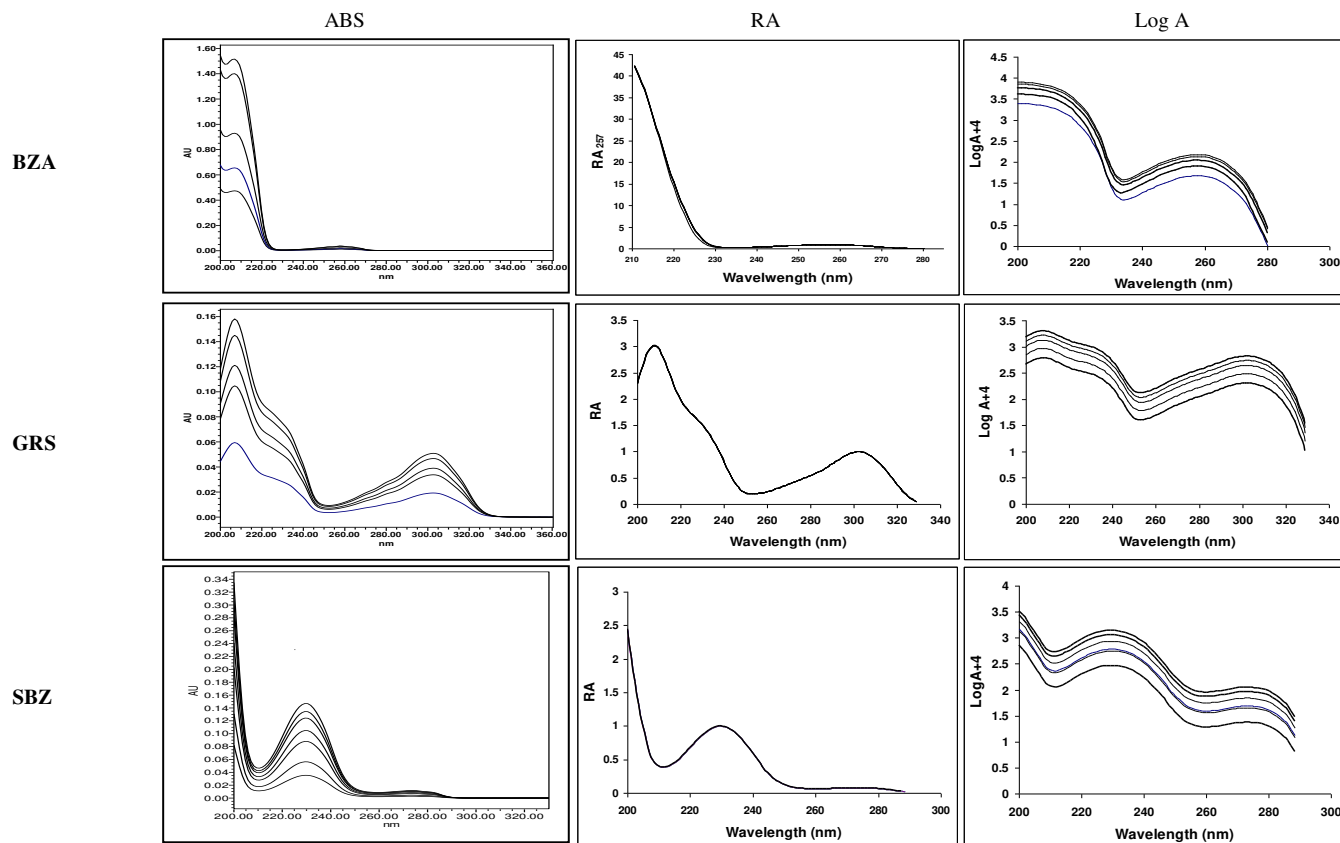 ABS RA Log A
BZA
1.60
1.40
1.20
1.00
0.80
0.60
0.40
0.20
0.00
AU
200.00 220.00 240.00 260.00 280.00 300.00 320.00 340.00 360.00
nm
45
40
35
30
25
20
15
10
5
0
RA 257
210 220 230 240 250 260 270 280
Wavelwength (nm)
4.5
4
3.5
3
2.5
2
1.5
1
0.5
0
LogA+4
200 220 240 260 280 300
Wavelength (nm)
GRS
0.16
0.14
0.12
0.10
0.08
0.06
0.04
0.02
0.00
AU
200.00 220.00 240.00 260.00 280.00 300.00 320.00 340.00 360.00
nm
3.5
3
2.5
2
1.5
1
0.5
0
RA
200 220 240 260 280 300 320 340
Wavelength (nm)
4
3.5
3
2.5
2
1.5
1
0.5
0
Log A+4
200 220 240 260 280 300 320 340
Wavelength (nm)
SBZ
0.34
0.32
0.30
0.28
0.26
0.24
0.22
0.20
0.18
0.16
0.14
0.12
0.10
0.08
0.06
0.04
0.02
0.00
AU
200.00 220.00 240.00 260.00 280.00 300.00 320.00
nm
3
2.5
2
1.5
1
0.5
0
RA
200 220 240 260 280 300
Wavelength (nm)
4
3.5
3
2.5
2
1.5
1
0.5
0
LogA+4
200 220 240 260 280 300
Wavelength (nm)